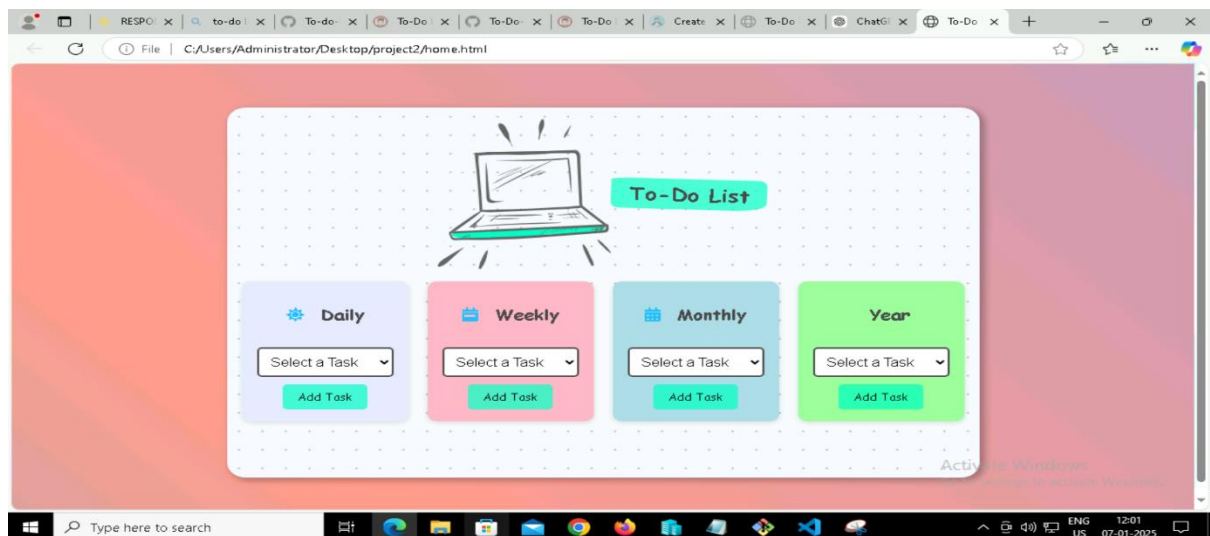 RESPO
to-do l
To-do-
To-Do l
To-Do-
To-Do
Create
To-Do
ChatG
To-Do
File | C:/Users/Administrator/Desktop/project2/home.html
To-Do List
Daily
Weekly
Monthly
Year
Select a Task
Select a Task
Select a Task
Select a Task
Add Task
Add Task
Add Task
Add Task
Activate Windows
Type here to search
ENG
US
12:01
07-01-2025